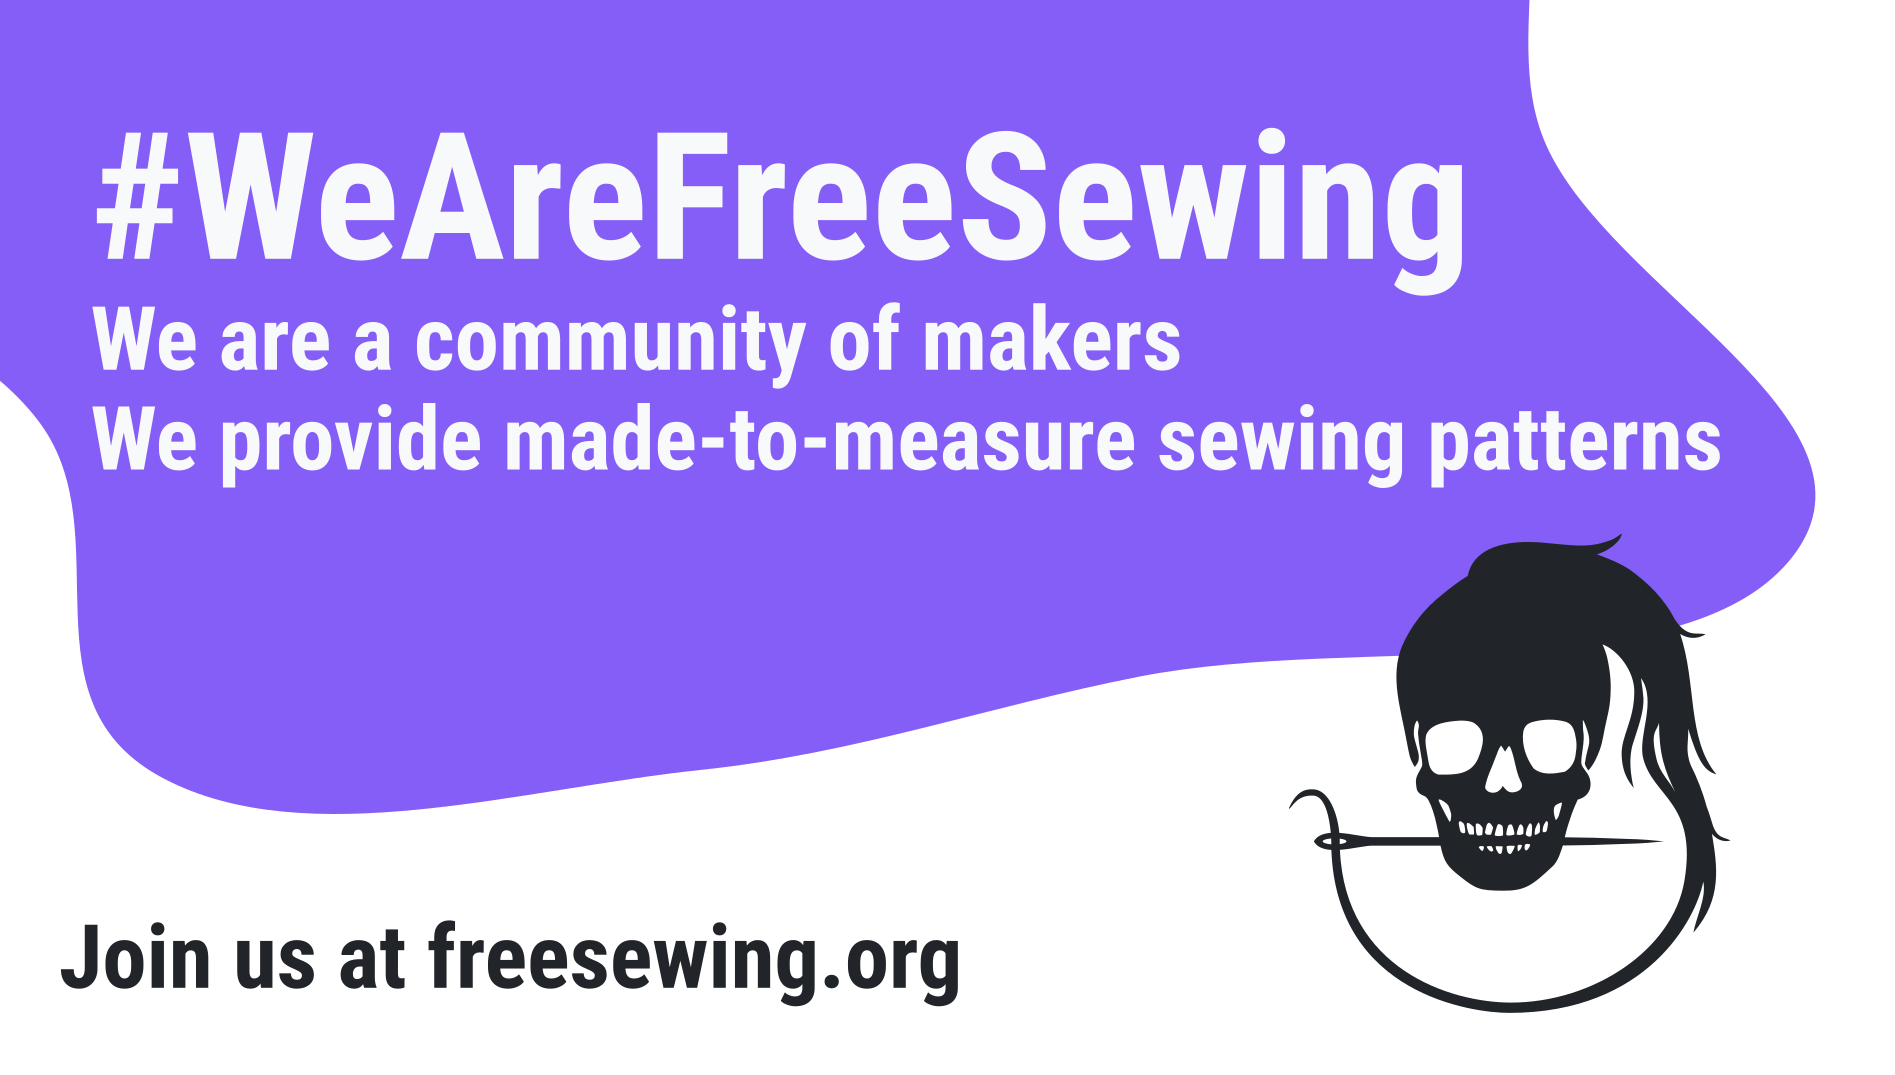 #WeAreFreeSewing
We are a community of makers
We provide made-to-measure sewing patterns
Join us at freesewing.org